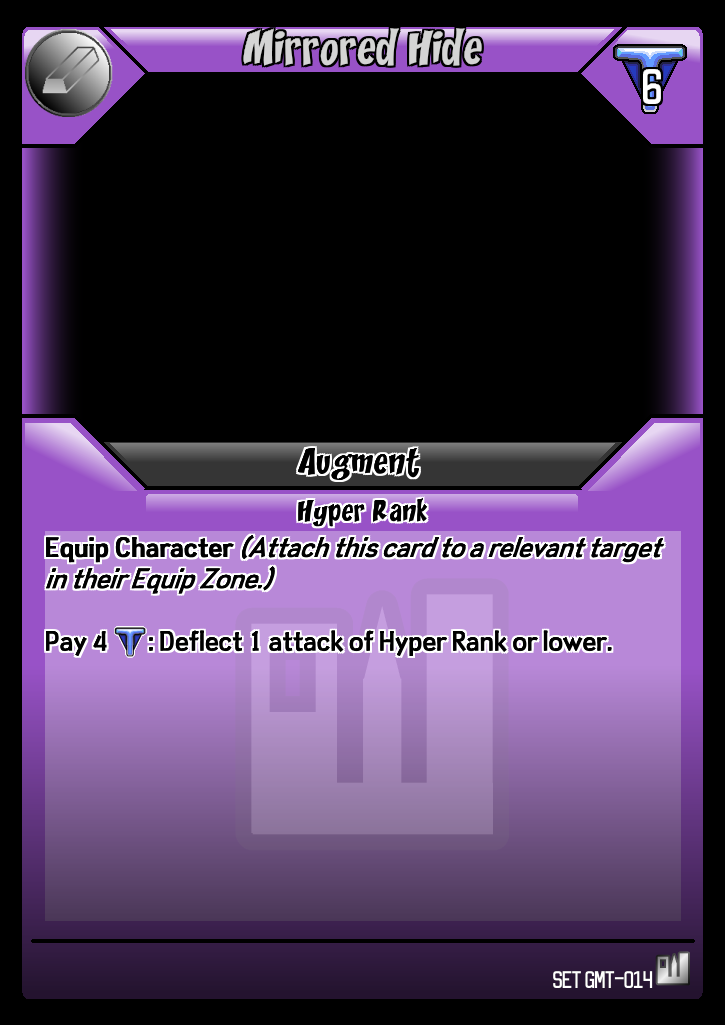 Mirrored Hide
6
Augment
Hyper Rank
Equip Character (Attach this card to a relevant target
in their Equip Zone.)
Pay 4 T: Deflect 1 attack of Hyper Rank or lower.
SET GMT-014